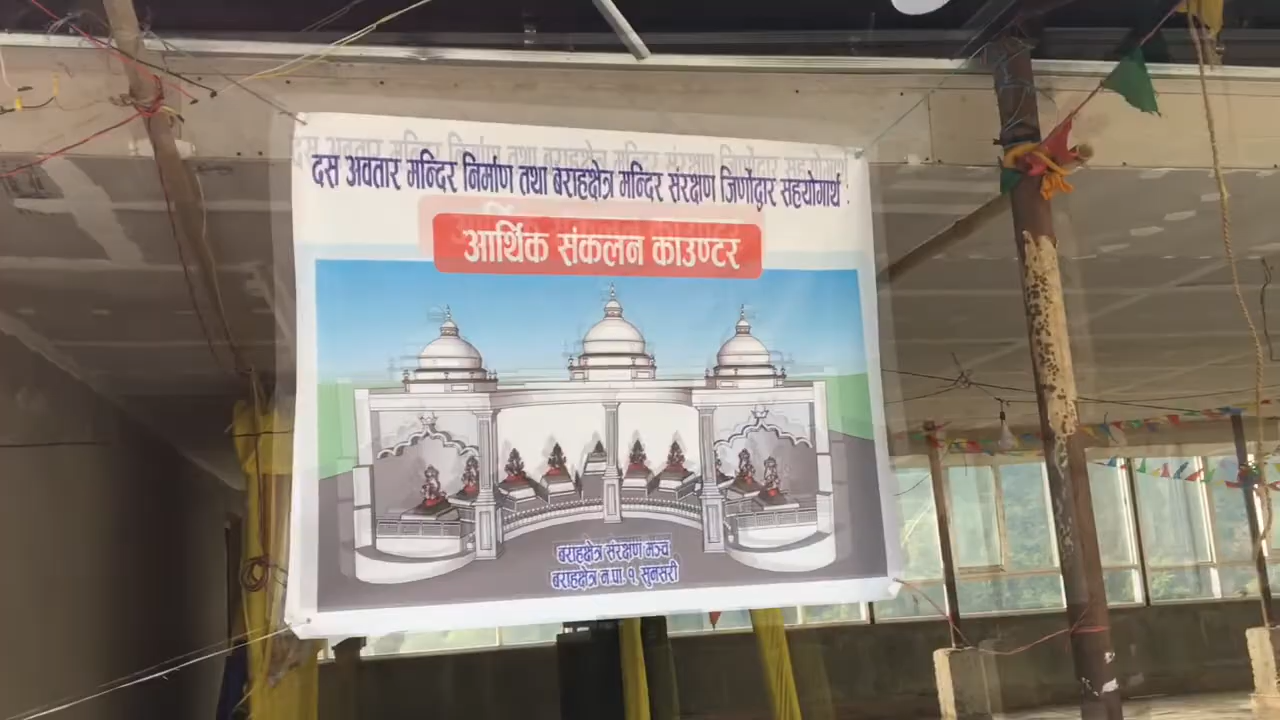 दस अवतार मन्दिर निर्माण तथा बराहक्षेत्र मन्दिर संरक्षण जिर्णोद्वार सहयोगार्थ !
आर्थिक संकलन काउण्टर
बराहक्षेत्र संरक्षण मञ्च
बराहक्षेत्र न.पा. १ सुनसरी